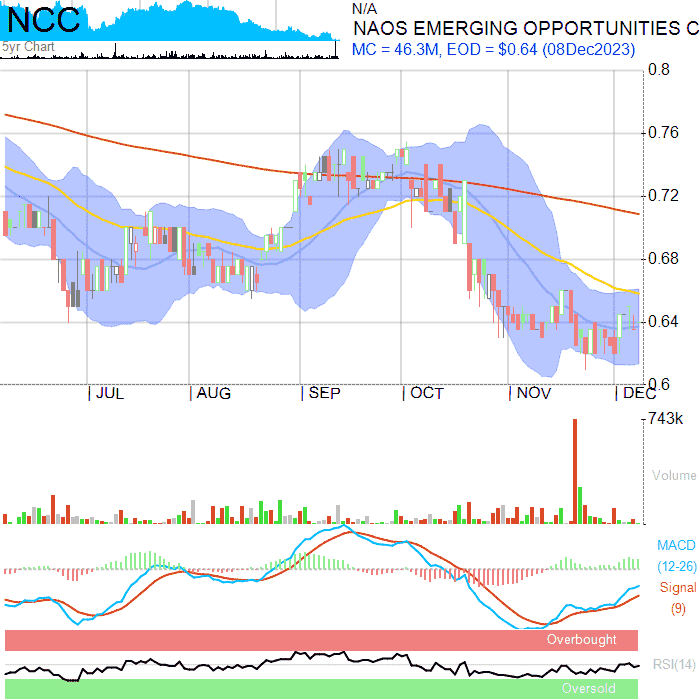 NCC
5yr Chart
N/A
NAOS EMERGING OPPORTUNITIES C
MC = 46.3M, EOD = $0.64 (08Dec2023)
0.8
0.76
0.72
0.68
0.64
0.6
JUL AUG SEP OCT NOV DEC
743k
Volume
MACD
(12-26)
Signal
(9)
Overbought
RSI(14)
Oversold